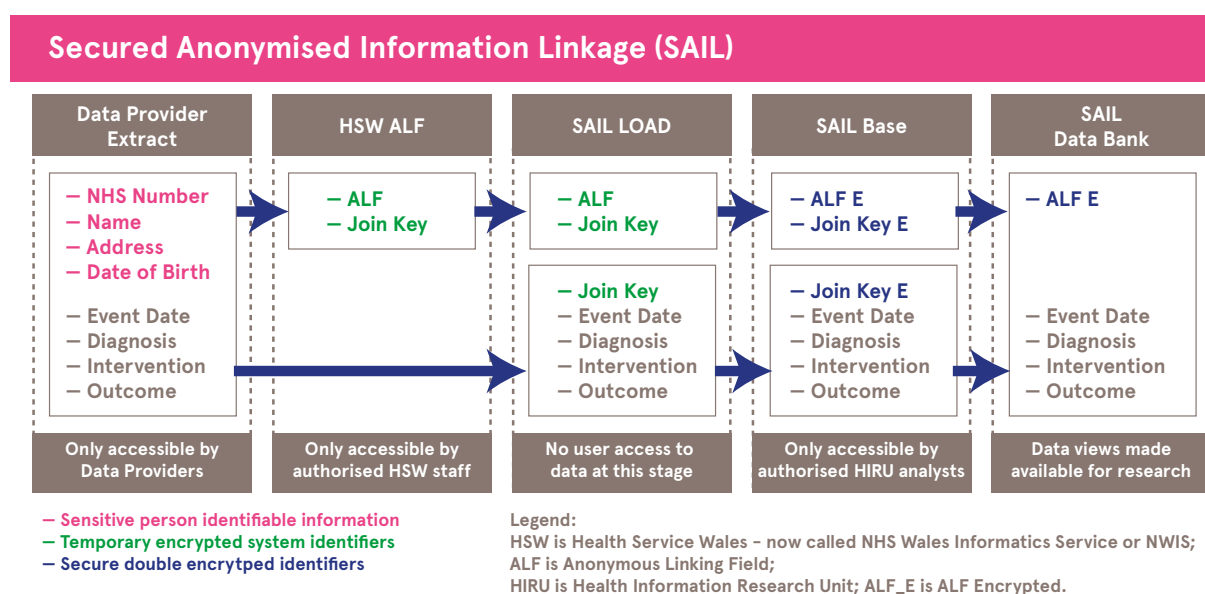 Secured Anonymised Information Linkage (SAIL)
Data Provider
Extract
— NHS Number
— Name
— Address
— Date of Birth
— Event Date
— Diagnosis
— Intervention
— Outcome
Only accessible by
Data Providers
HSW ALF
— ALF
— Join Key
Only accessible by
authorised HSW staff
SAIL LOAD
— ALF
— Join Key
— Join Key
— Event Date
— Diagnosis
— Intervention
— Outcome
No user access to
data at this stage
SAIL Base
— ALF E
— Join Key E
— Join Key E
— Event Date
— Diagnosis
— Intervention
— Outcome
Only accessible by
authorised HIRU analysts
SAIL
Data Bank
— ALF E
— Event Date
— Diagnosis
— Intervention
— Outcome
Data views made
available for research
— Sensitive person identifiable information
— Temporary encrypted system identifiers
— Secure double encrytped identifiers
Legend:
HSW is Health Service Wales - now called NHS Wales Informatics Service or NWIS;
ALF is Anonymous Linking Field;
HIRU is Health Information Research Unit; ALF_E is ALF Encrypted.